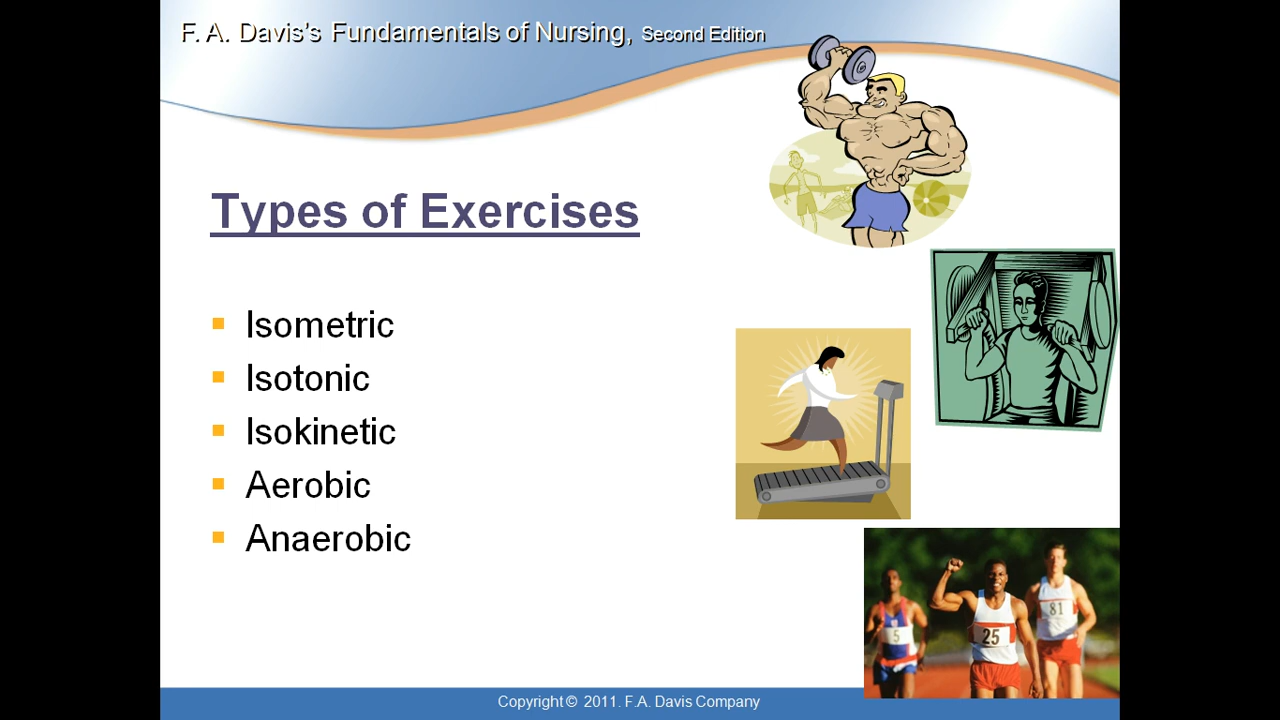 F. A. Davis's Fundamentals of Nursing, Second Edition
Types of Exercises
Isometric
Isotonic
Isokinetic
Aerobic
Anaerobic
5
25
81
Copyright © 2011. F.A. Davis Company